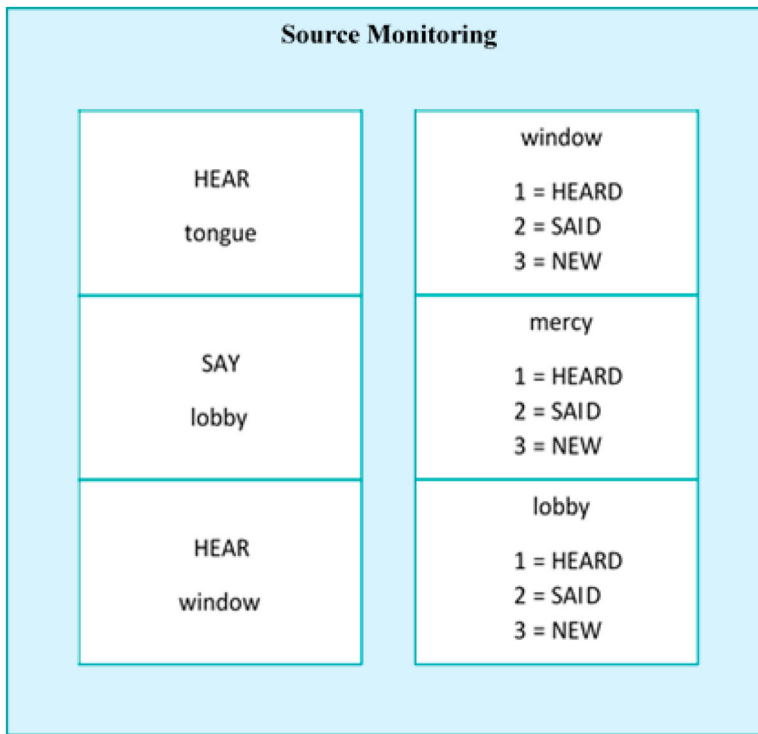 Source Monitoring
HEAR
tongue
SAY
lobby
HEAR
window
window
1 = HEARD
2 = SAID
3 = NEW
mercy
1 = HEARD
2 = SAID
3 = NEW
lobby
1 = HEARD
2 = SAID
3 = NEW